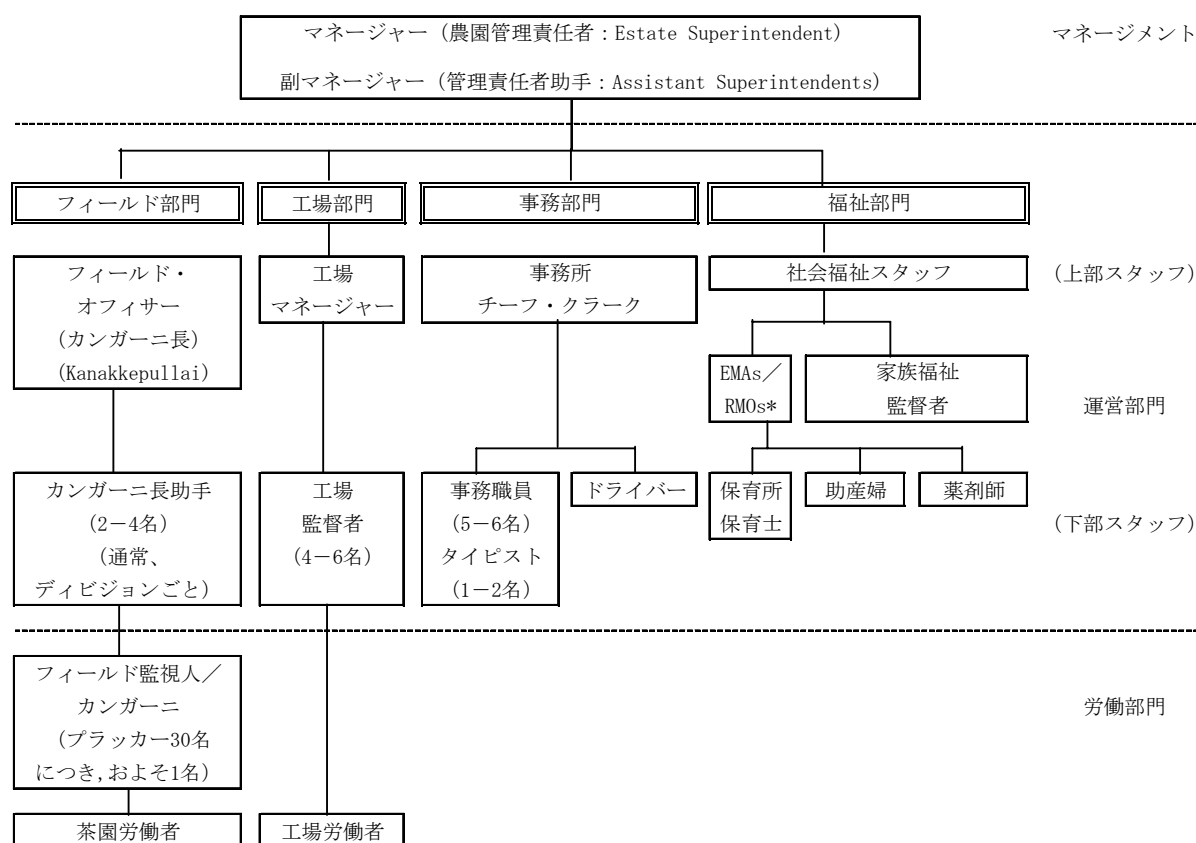 マネージャー (農園管理責任者：Estate Superintendent)
副マネージャー (管理責任者助手：Assistant Superintendents)
マネージメント
フィールド部門
工場部門
事務部門
福祉部門
フィールド・
オフィサー
(カンガーニ長)
(Kanakkepullai)
工場
マネージャー
事務所
チーフ・クラーク
社会福祉スタッフ
(上部スタッフ)
EMAs／
RMOs*
家族福祉
監督者
運営部門
カンガーニ長助手
(2－4名)
(通常、
ディビジョンごと)
工場
監督者
(4－6名)
事務職員
(5－6名)
タイピスト
(1－2名)
ドライバー
保育所
保育士
助産婦
薬剤師
(下部スタッフ)
フィールド監視人／
カンガーニ
(プラッカー30名
につき,およそ1名)
労働部門
茶園労働者
工場労働者